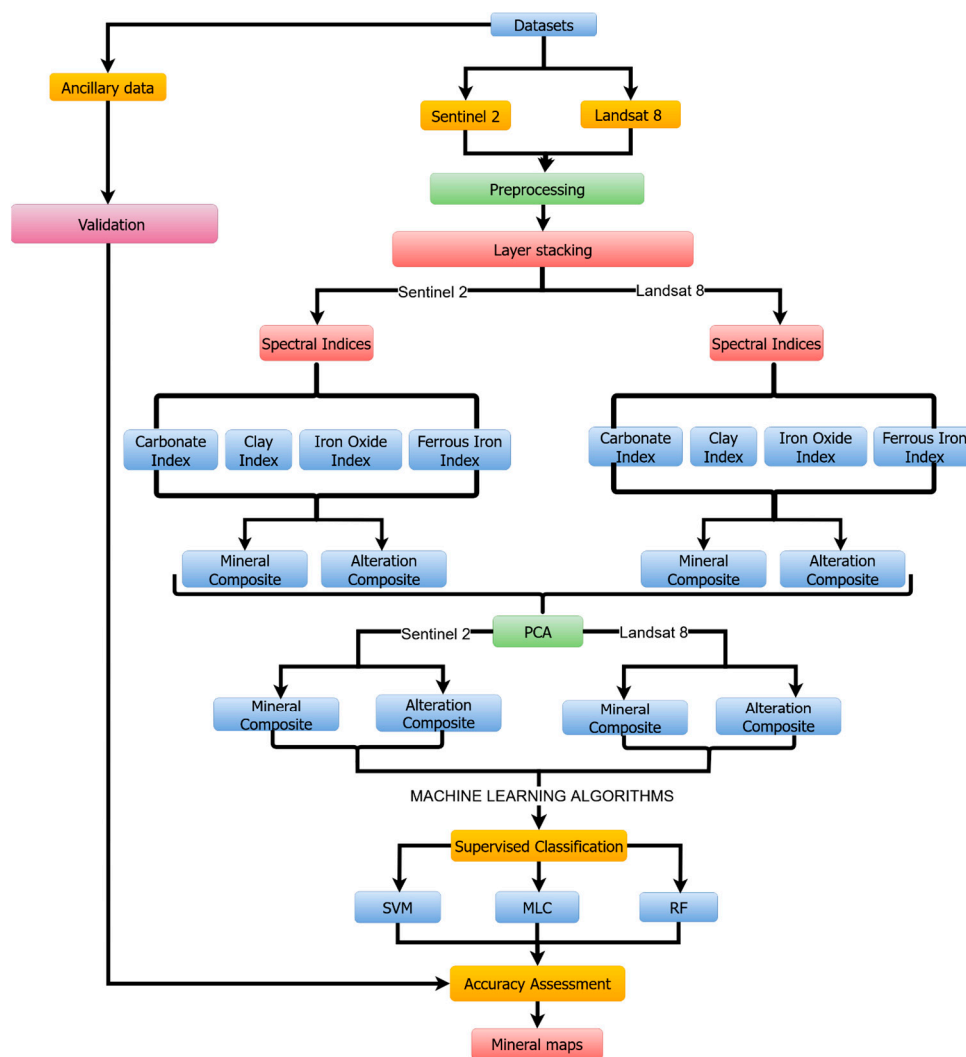 Datasets
Ancillary data
Sentinel 2
Landsat 8
Preprocessing
Validation
Layer stacking
Sentinel 2
Landsat 8
Spectral Indices
Spectral Indices
Carbonate
Index
Clay
Index
Iron Oxide
Index
Ferrous Iron
Index
Carbonate
Index
Clay
Index
Iron Oxide
Index
Ferrous Iron
Index
Mineral
Composite
Alteration
Composite
Mineral
Composite
Alteration
Composite
PCA
Sentinel 2
Landsat 8
Mineral
Composite
Alteration
Composite
Mineral
Composite
Alteration
Composite
MACHINE LEARNING ALGORITHMS
Supervised Classification
SVM
MLC
RF
Accuracy Assessment
Mineral maps